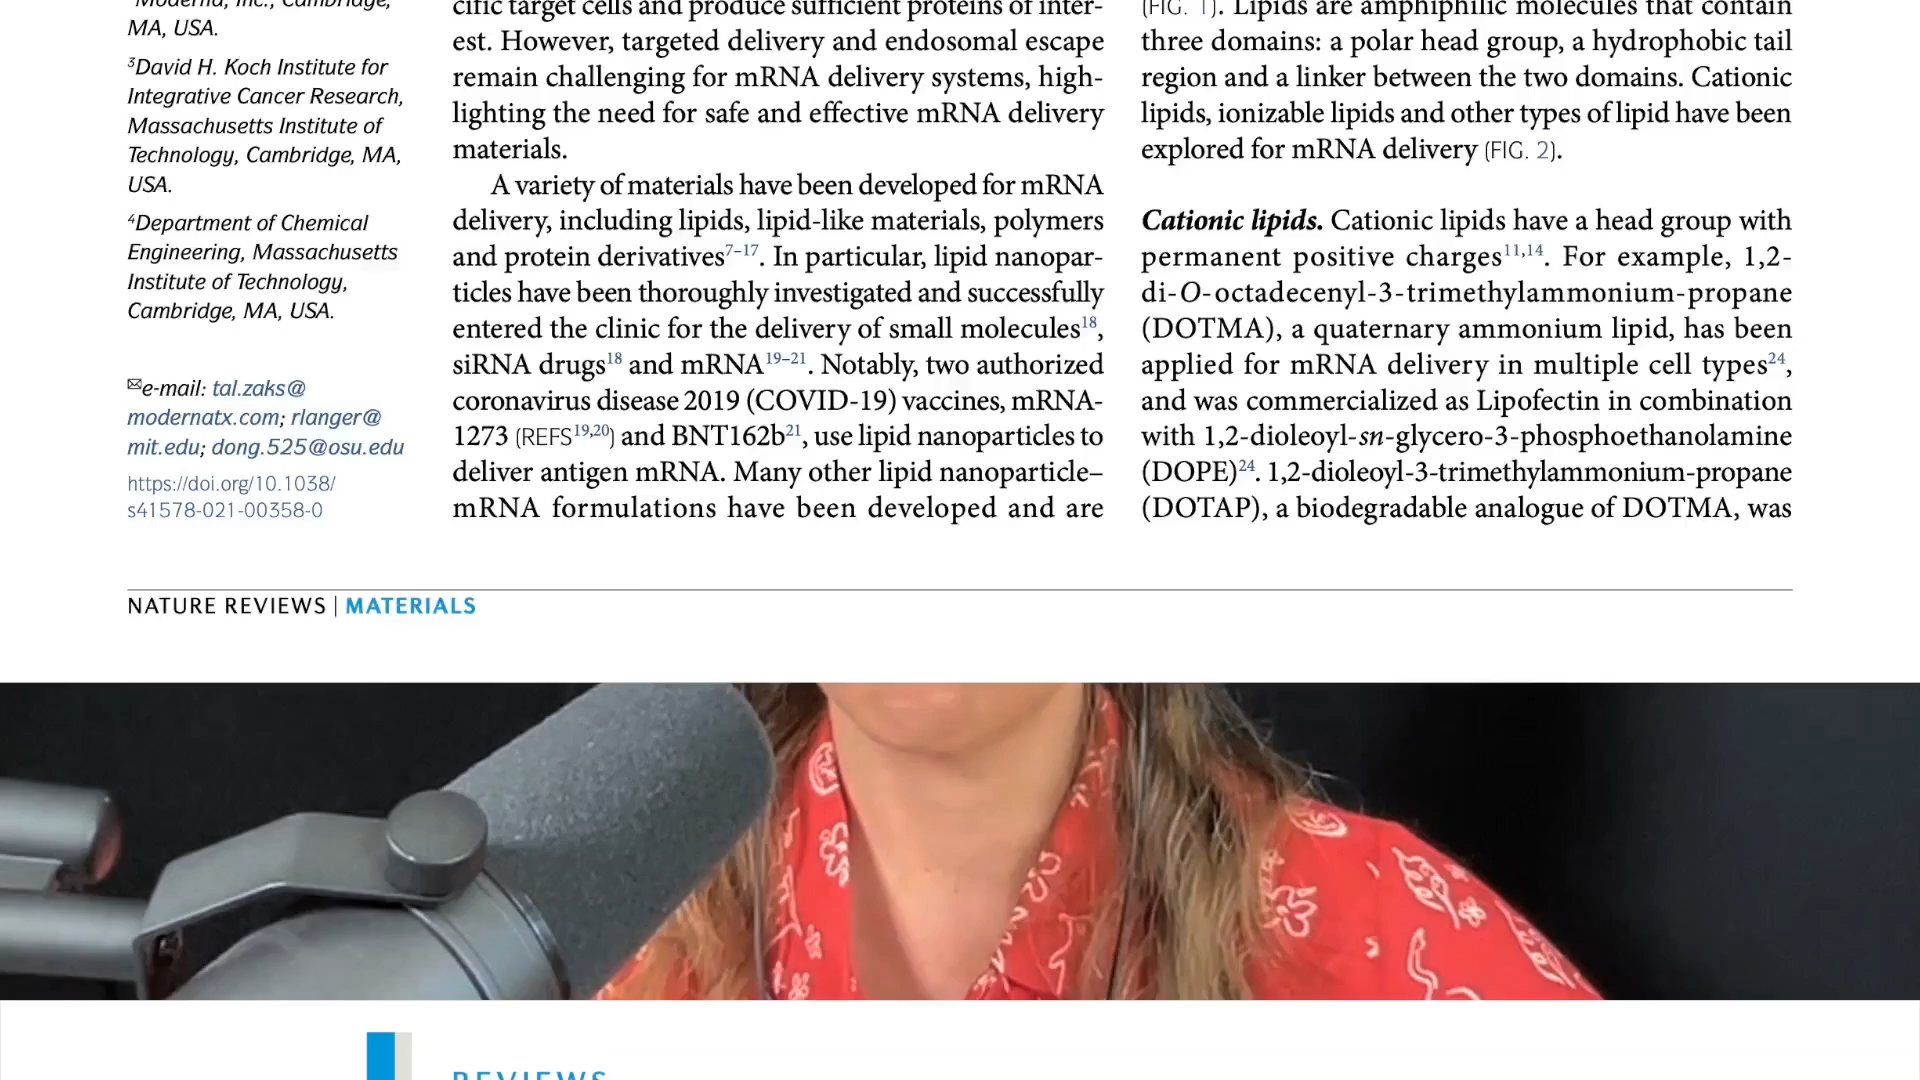 Moderna, Inc., Cambridge,
MA, USA.
3David H. Koch Institute for
Integrative Cancer Research,
Massachusetts Institute of
Technology, Cambridge, MA,
USA.
4Department of Chemical
Engineering, Massachusetts
Institute of Technology,
Cambridge, MA, USA.
✉e-mail: tal.zaks@
modernatx.com; rlanger@
mit.edu; dong.525@osu.edu
https://doi.org/10.1038/
s41578-021-00358-0
cific target cells and produce sufficient proteins of inter-
est. However, targeted delivery and endosomal escape
remain challenging for mRNA delivery systems, high-
lighting the need for safe and effective mRNA delivery
materials.
A variety of materials have been developed for mRNA
delivery, including lipids, lipid-like materials, polymers
and protein derivatives7–17. In particular, lipid nanopar-
ticles have been thoroughly investigated and successfully
entered the clinic for the delivery of small molecules18,
siRNA drugs18 and mRNA19–21. Notably, two authorized
coronavirus disease 2019 (COVID-19) vaccines, mRNA-
1273 (REFS19,20) and BNT162b21, use lipid nanoparticles to
deliver antigen mRNA. Many other lipid nanoparticle–
mRNA formulations have been developed and are
(FIG. 1). Lipids are amphiphilic molecules that contain
three domains: a polar head group, a hydrophobic tail
region and a linker between the two domains. Cationic
lipids, ionizable lipids and other types of lipid have been
explored for mRNA delivery (FIG. 2).
Cationic lipids. Cationic lipids have a head group with
permanent positive charges11,14. For example, 1,2-
di-O-octadecenyl-3-trimethylammonium-propane
(DOTMA), a quaternary ammonium lipid, has been
applied for mRNA delivery in multiple cell types24,
and was commercialized as Lipofectin in combination
with 1,2-dioleoyl-sn-glycero-3-phosphoethanolamine
(DOPE)24. 1,2-dioleoyl-3-trimethylammonium-propane
(DOTAP), a biodegradable analogue of DOTMA, was
NATURE REVIEWS | MATERIALS
REVIEWS